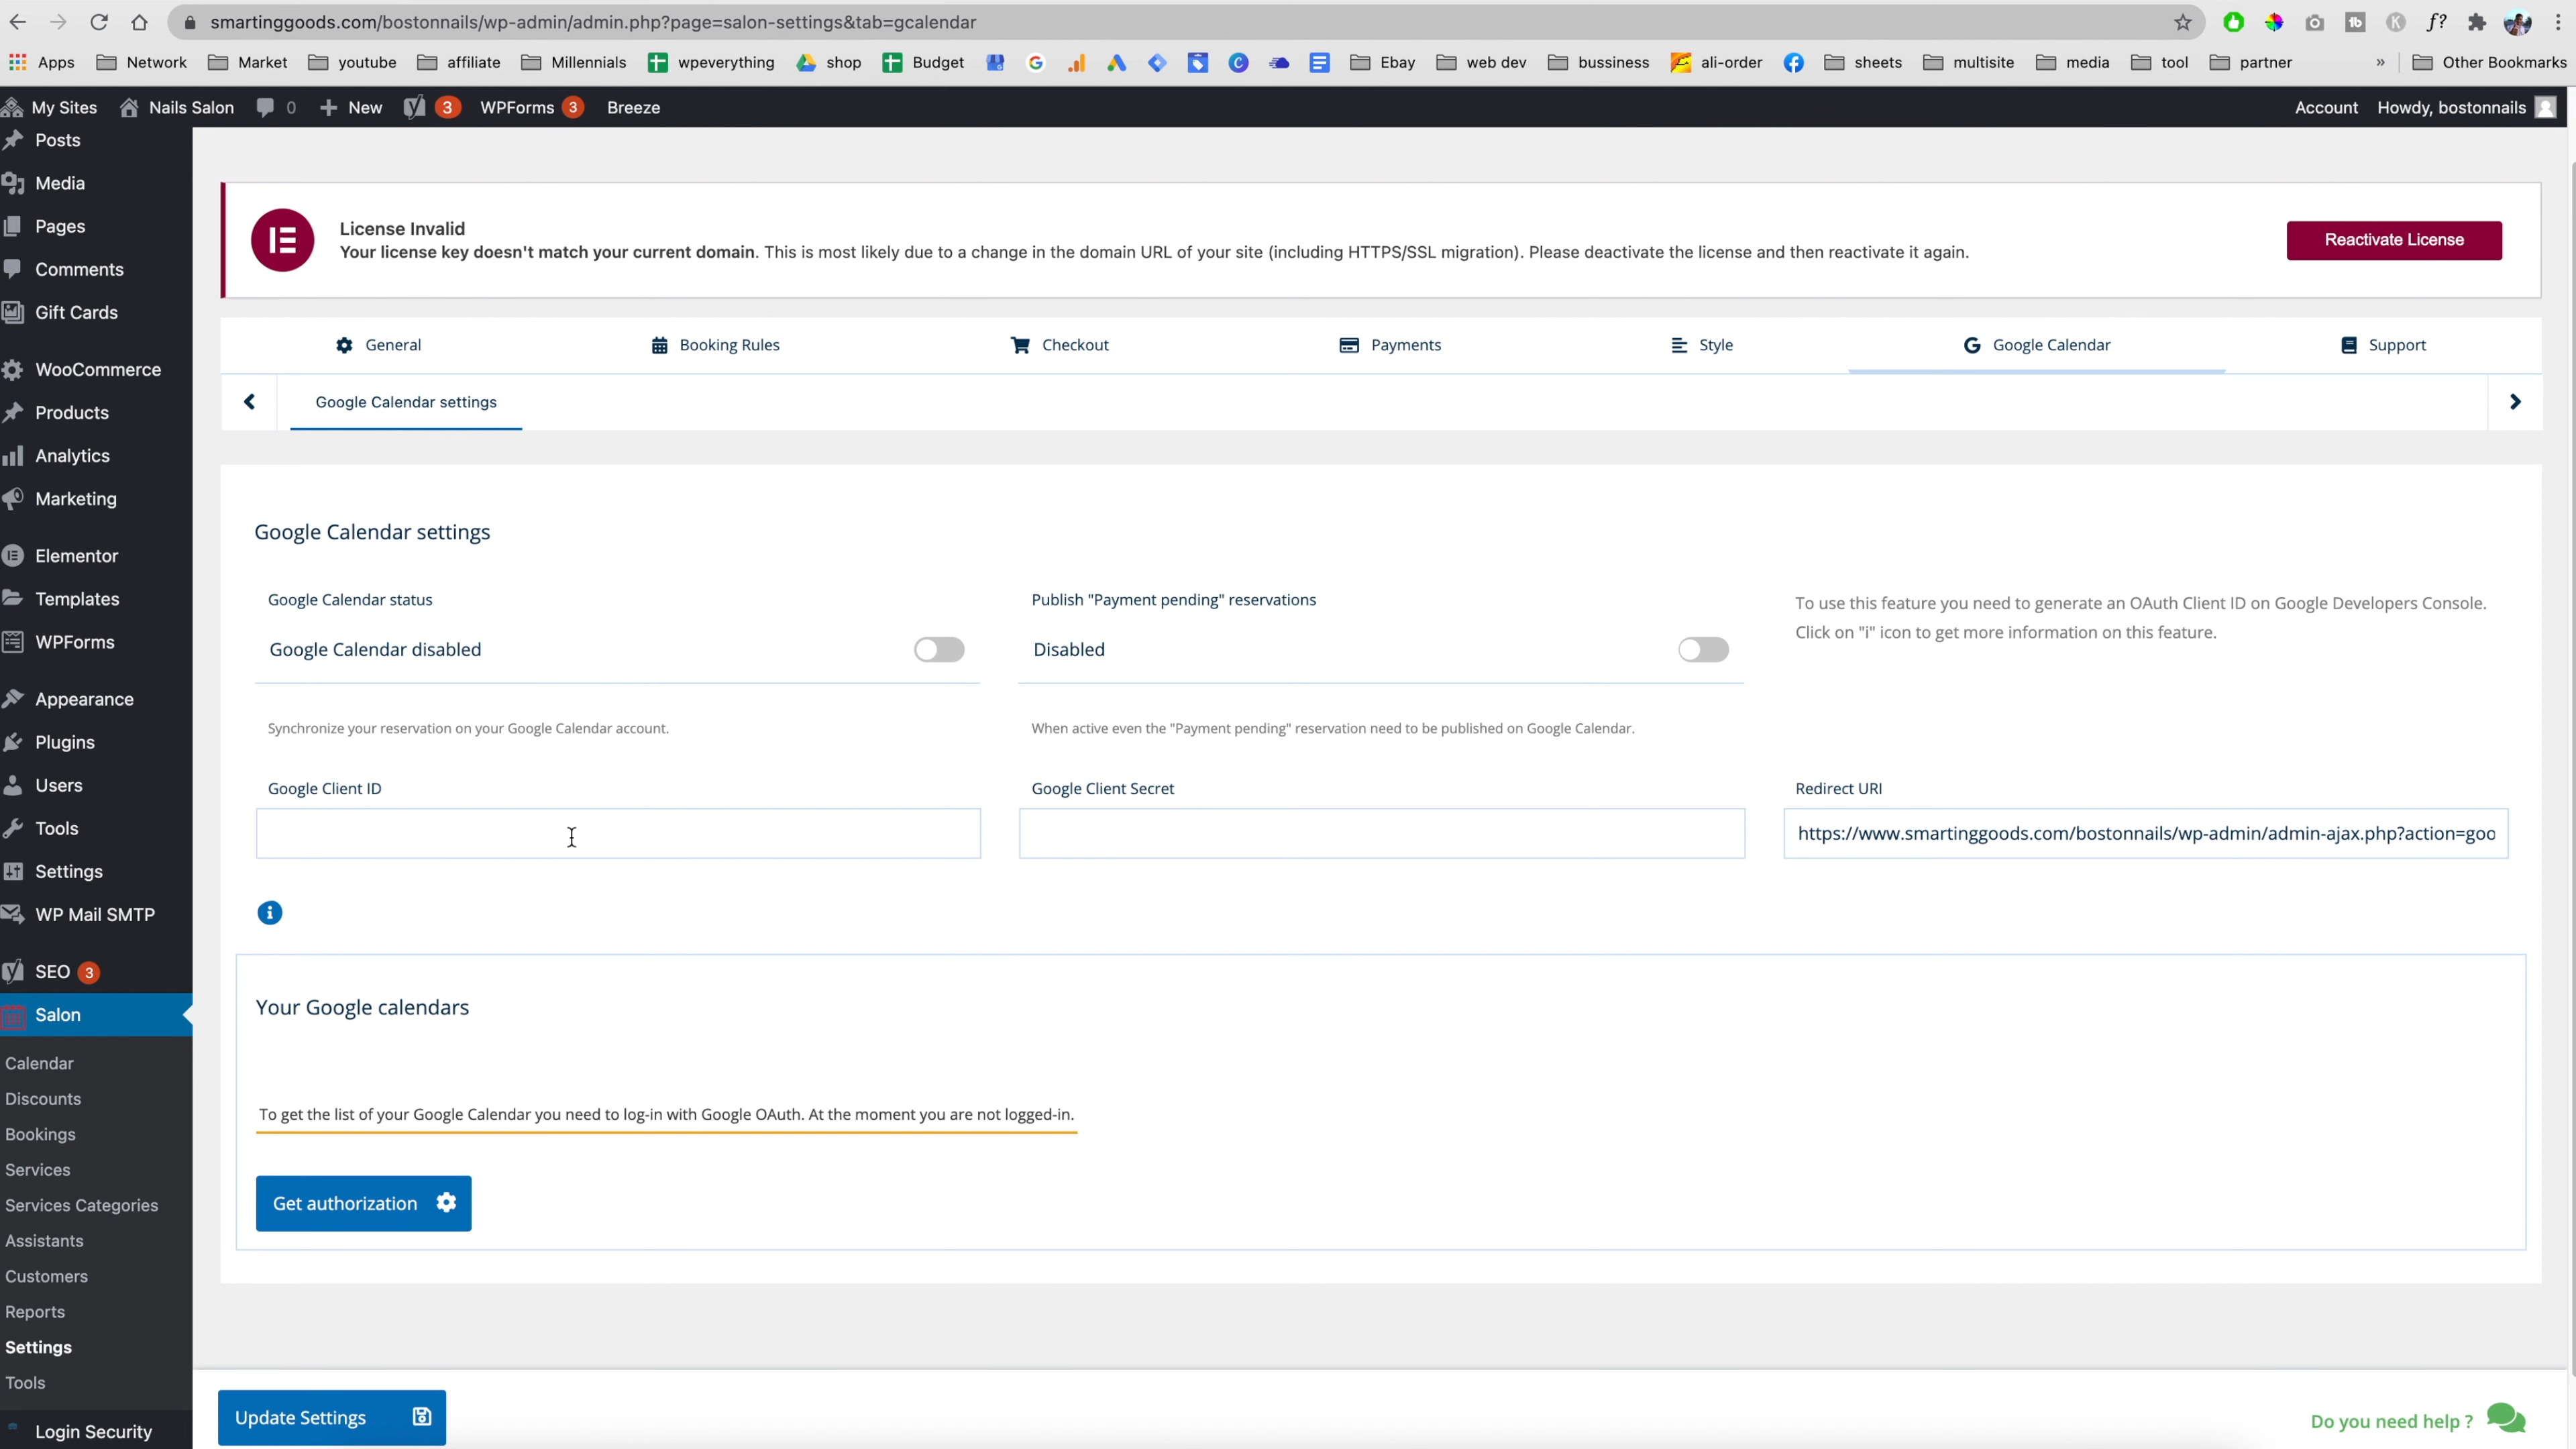 smartinggoods.com/bostonnails/wp-admin/admin.php?page=salon-settings&tab=gcalendar
Apps Network Market youtube affiliate Millennials wpeverything shop Budget Ebay web dev bussiness ali-order sheets multisite media tool partner » Other Bookmarks
My Sites Nails Salon 0 New 3 WPForms 3 Breeze Account Howdy, bostonnails
Posts
Media
Pages
Comments
Gift Cards
WooCommerce
Products
Analytics
Marketing
Elementor
Templates
WPForms
Appearance
Plugins
Users
Tools
Settings
WP Mail SMTP
SEO 3
Salon
Calendar
Discounts
Bookings
Services
Services Categories
Assistants
Customers
Reports
Settings
Tools
Login Security
License Invalid
Your license key doesn't match your current domain. This is most likely due to a change in the domain URL of your site (including HTTPS/SSL migration). Please deactivate the license and then reactivate it again.
Reactivate License
General Booking Rules Checkout Payments Style Google Calendar Support
Google Calendar settings
Google Calendar settings
Google Calendar status Publish "Payment pending" reservations
To use this feature you need to generate an OAuth Client ID on Google Developers Console.
Click on "i" icon to get more information on this feature.
Google Calendar disabled Disabled
Synchronize your reservation on your Google Calendar account. When active even the "Payment pending" reservation need to be published on Google Calendar.
Google Client ID Google Client Secret Redirect URI
https://www.smartinggoods.com/bostonnails/wp-admin/admin-ajax.php?action=goo
Your Google calendars
To get the list of your Google Calendar you need to log-in with Google OAuth. At the moment you are not logged-in.
Get authorization
Update Settings
Do you need help ?